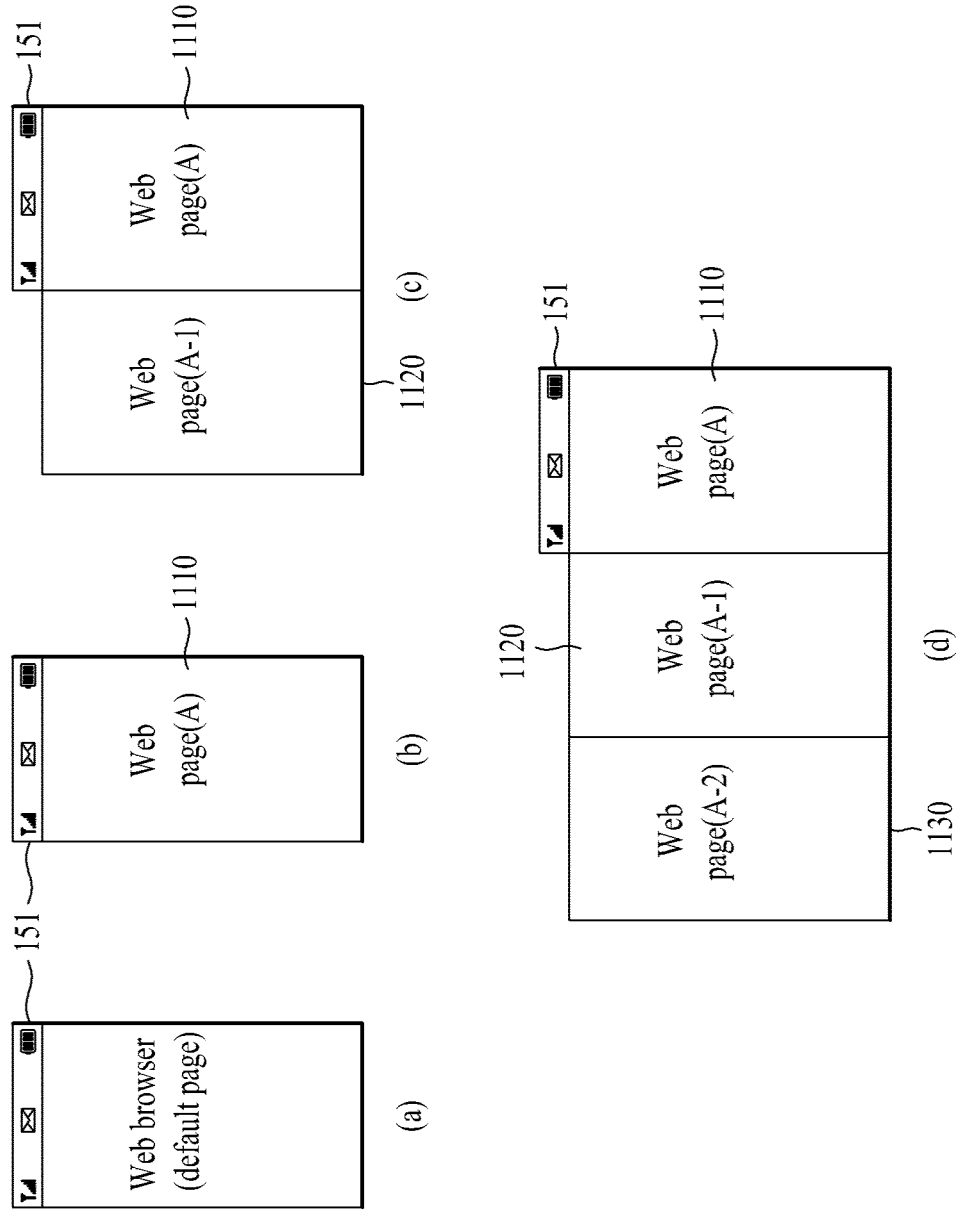 151
Web browser
(default page)
(a)
Web
page(A)
1110
(b)
151
Web
page(A-1)
Web
page(A)
1110
1120
(c)
1120
151
Web
page(A-2)
Web
page(A-1)
Web
page(A)
1110
1130
(d)